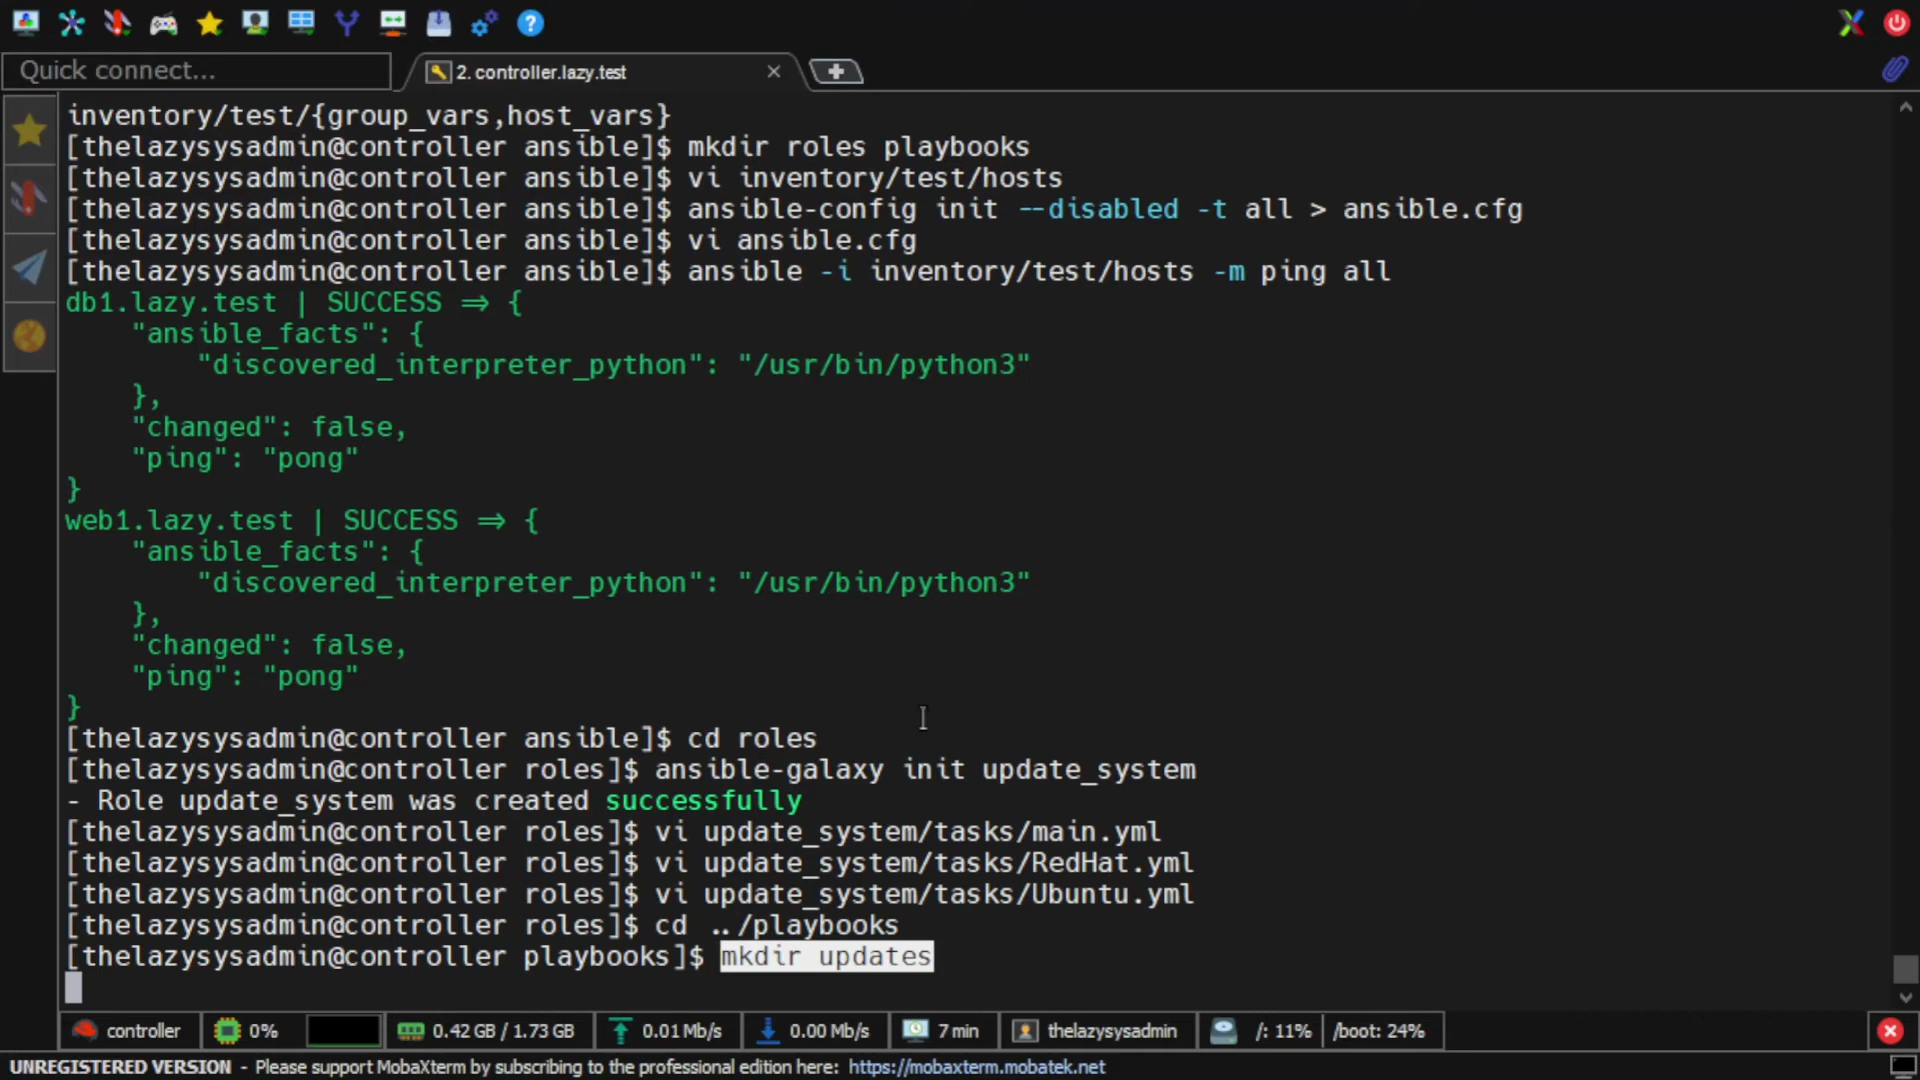 Quick connect...
2. controller.lazy.test
inventory/test/{group_vars,host_vars}
[thelazysysadmin@controller ansible]$ mkdir roles playbooks
[thelazysysadmin@controller ansible]$ vi inventory/test/hosts
[thelazysysadmin@controller ansible]$ ansible-config init --disabled -t all > ansible.cfg
[thelazysysadmin@controller ansible]$ vi ansible.cfg
[thelazysysadmin@controller ansible]$ ansible -i inventory/test/hosts -m ping all
db1.lazy.test | SUCCESS => {
    "ansible_facts": {
        "discovered_interpreter_python": "/usr/bin/python3"
    },
    "changed": false,
    "ping": "pong"
}
web1.lazy.test | SUCCESS => {
    "ansible_facts": {
        "discovered_interpreter_python": "/usr/bin/python3"
    },
    "changed": false,
    "ping": "pong"
}
[thelazysysadmin@controller ansible]$ cd roles
[thelazysysadmin@controller roles]$ ansible-galaxy init update_system
- Role update_system was created successfully
[thelazysysadmin@controller roles]$ vi update_system/tasks/main.yml
[thelazysysadmin@controller roles]$ vi update_system/tasks/RedHat.yml
[thelazysysadmin@controller roles]$ vi update_system/tasks/Ubuntu.yml
[thelazysysadmin@controller roles]$ cd ../playbooks
[thelazysysadmin@controller playbooks]$ mkdir updates
controller 0% 0.42 GB / 1.73 GB 0.01 Mb/s 0.00 Mb/s 7 min thelazysysadmin /: 11% /boot: 24%
UNREGISTERED VERSION - Please support MobaXterm by subscribing to the professional edition here: https://mobaxterm.mobatek.net